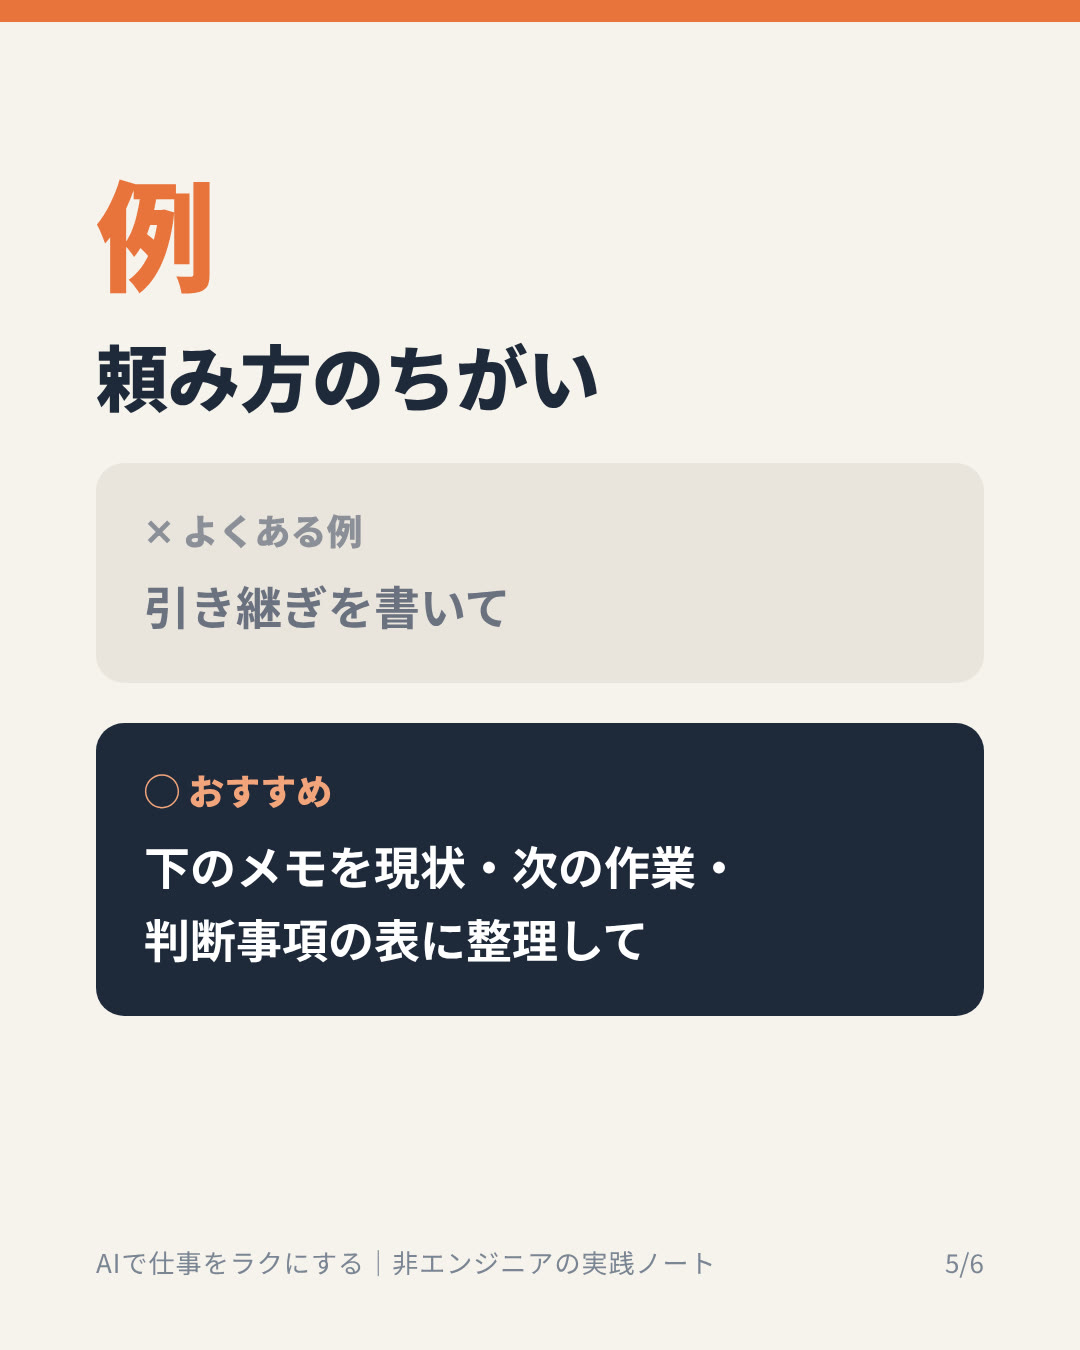 例
頼み方のちがい
× よくある例
引き継ぎを書いて
○ おすすめ
下のメモを現状・次の作業・
判断事項の表に整理して
AIで仕事をラクにする｜非エンジニアの実践ノート
5/6